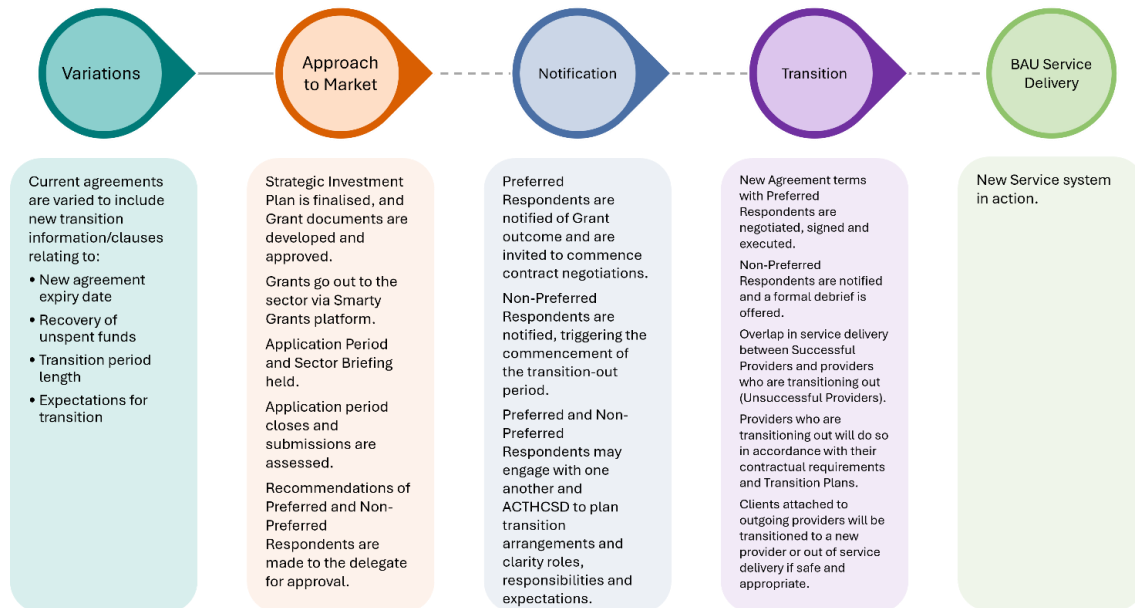 Variations
Approach
to Market
Notification
Transition
BAU Service
Delivery
Current agreements
are varied to include
new transition
information/clauses
relating to:
• New agreement
expiry date
• Recovery of
unspent funds
• Transition period
length
• Expectations for
transition
Strategic Investment
Plan is finalised, and
Grant documents are
developed and
approved.
Grants go out to the
sector via Smarty
Grants platform.
Application Period
and Sector Briefing
held.
Application period
closes and
submissions are
assessed.
Recommendations of
Preferred and Non-
Preferred
Respondents are
made to the delegate
for approval.
Preferred
Respondents are
notified of Grant
outcome and are
invited to commence
contract negotiations.
Non-Preferred
Respondents are
notified, triggering the
commencement of
the transition-out
period.
Preferred and Non-
Preferred
Respondents may
engage with one
another and
ACTHCSD to plan
transition
arrangements and
clarity roles,
responsibilities and
expectations.
New Agreement terms
with Preferred
Respondents are
negotiated, signed and
executed.
Non-Preferred
Respondents are notified
and a formal debrief is
offered.
Overlap in service delivery
between Successful
Providers and providers
who are transitioning out
(Unsuccessful Providers).
Providers who are
transitioning out will do so
in accordance with their
contractual requirements
and Transition Plans.
Clients attached to
outgoing providers will be
transitioned to a new
provider or out of service
delivery if safe and
appropriate.
New Service system
in action.